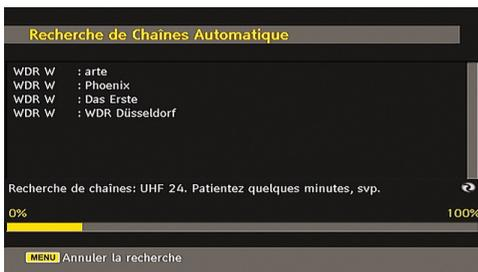 Recherche de Chaînes Automatique
WDR W : arte
WDR W : Phoenix
WDR W : Das Erste
WDR W : WDR Düsseldorf
Recherche de chaînes: UHF 24. Patientez quelques minutes, svp.
0% 100%
MENU Annuler la recherche